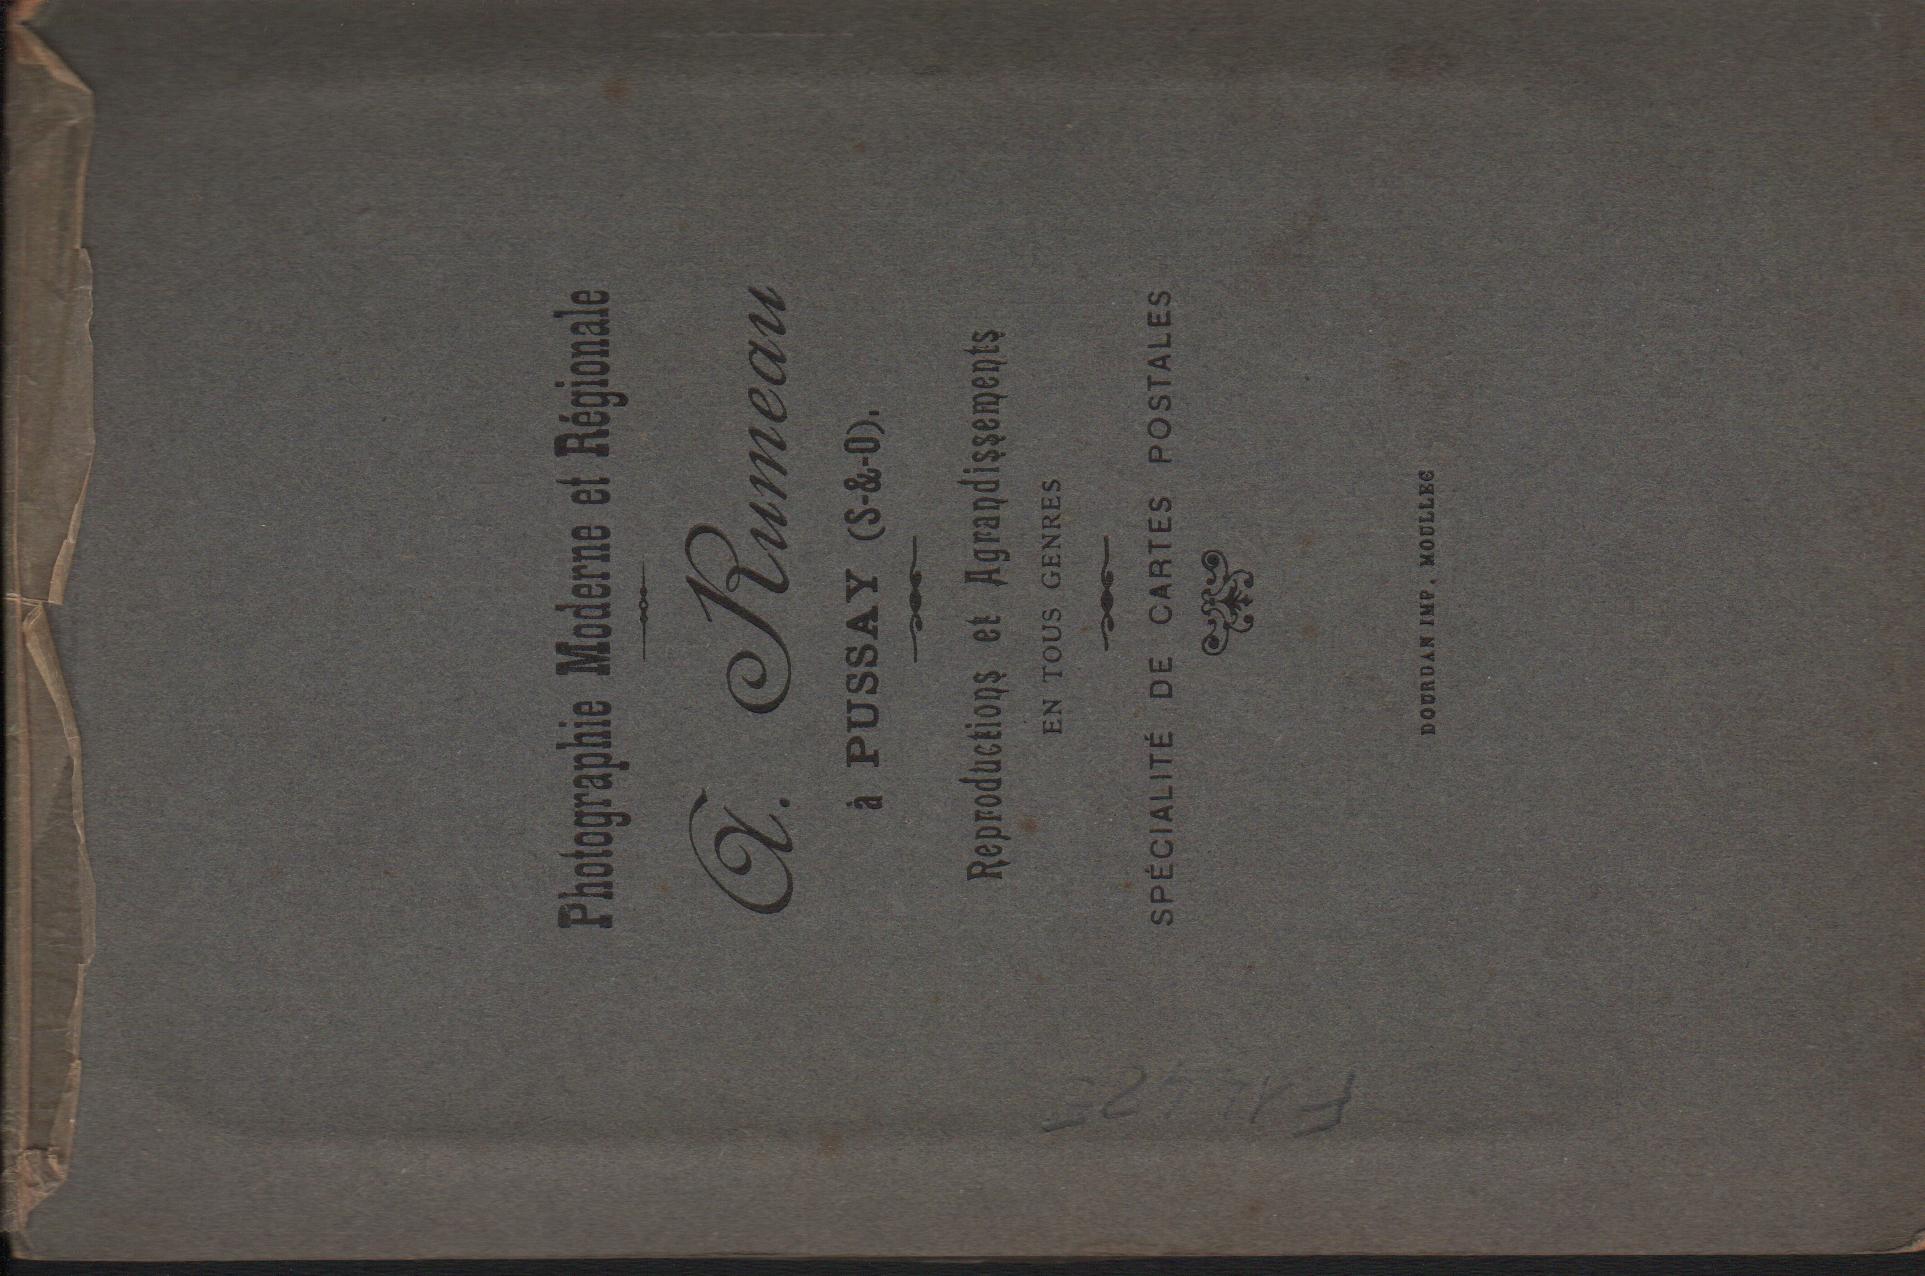 Photographie Moderne et Régionale
A. Rumeau
à PUSSAY (S-&-O).
Reproductions et Agrandissements
EN TOUS GENRES
SPÉCIALITÉ DE CARTES POSTALES
DOURDAN IMP. MOULLEC